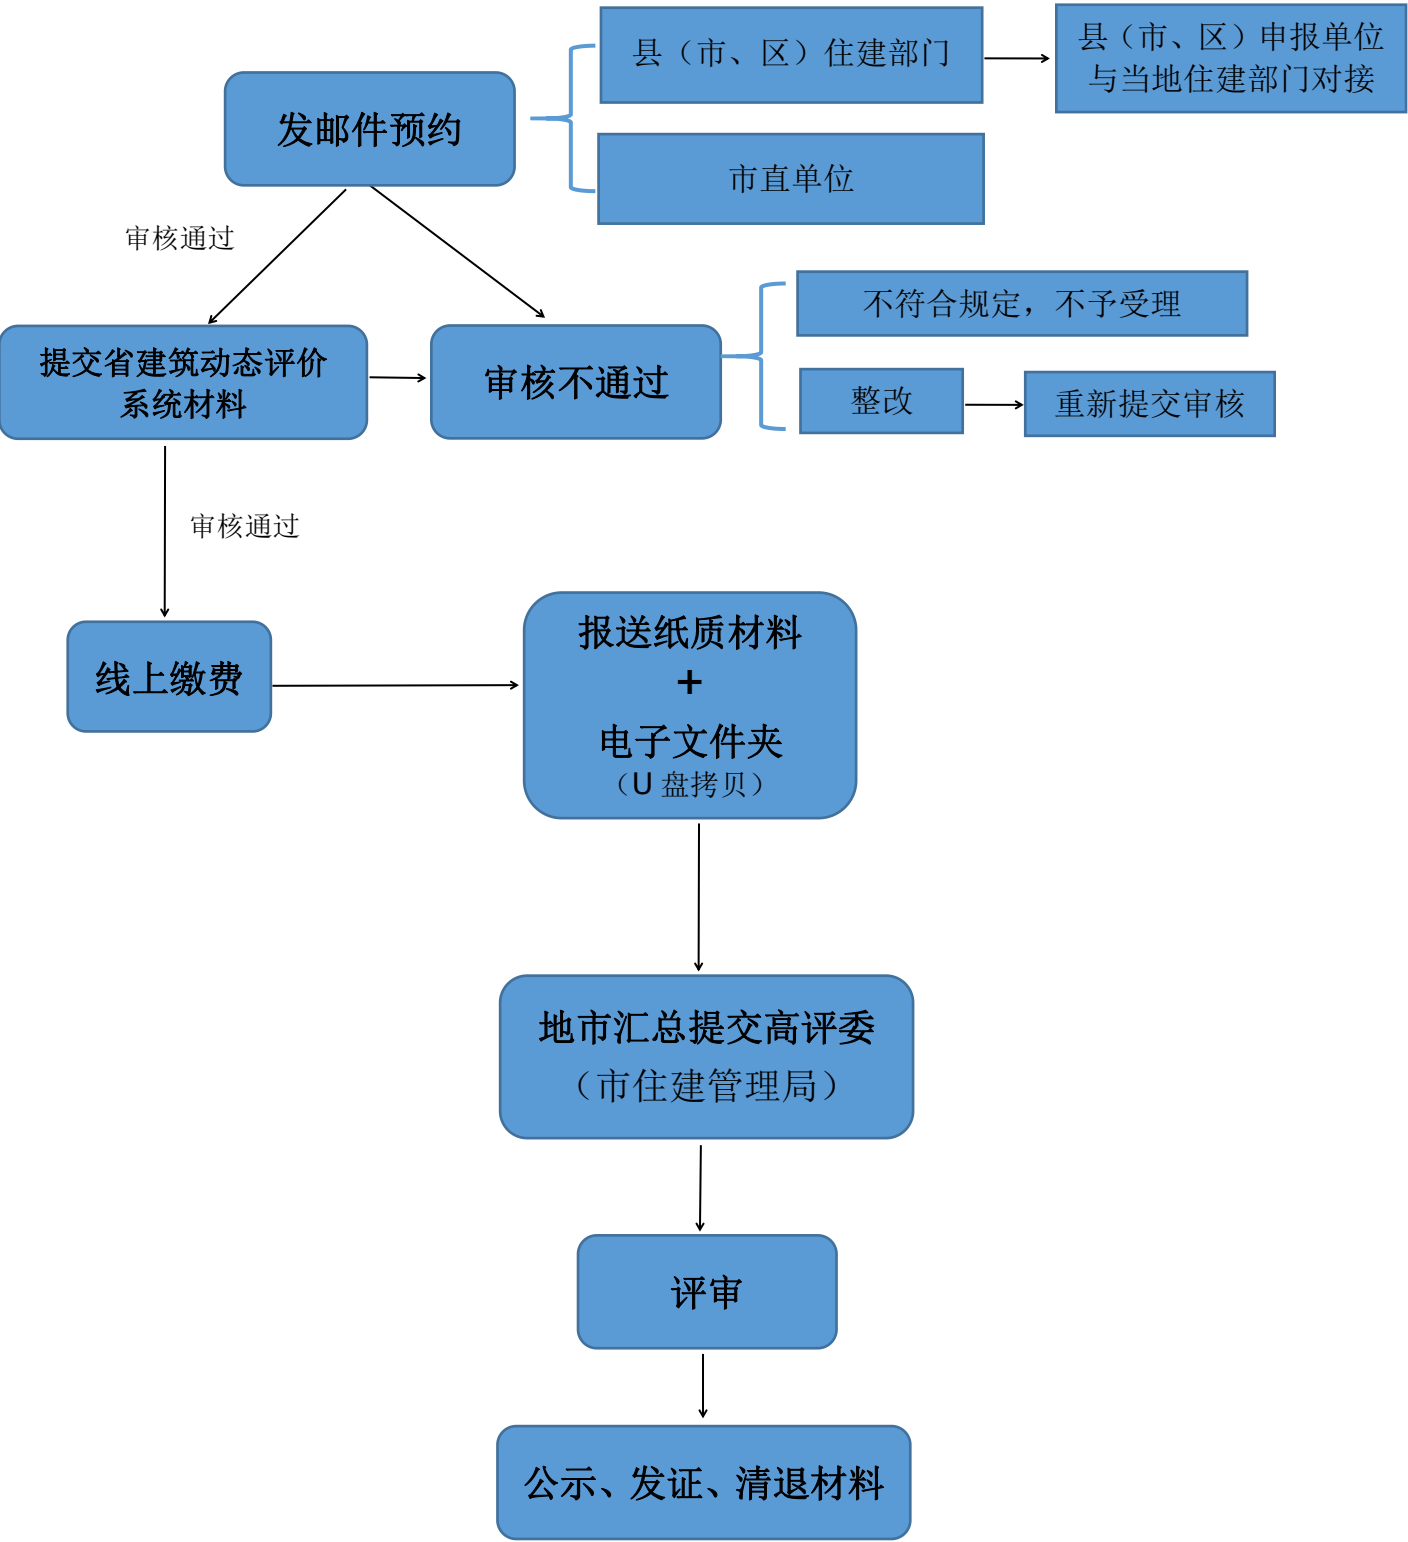 县（市、区）住建部门
县（市、区）申报单位
与当地住建部门对接
发邮件预约
市直单位
审核通过
不符合规定，不予受理
提交省建筑动态评价
系统材料
审核不通过
整改
重新提交审核
审核通过
线上缴费
报送纸质材料
+
电子文件夹
（U 盘拷贝）
地市汇总提交高评委
（市住建管理局）
评审
公示、发证、清退材料